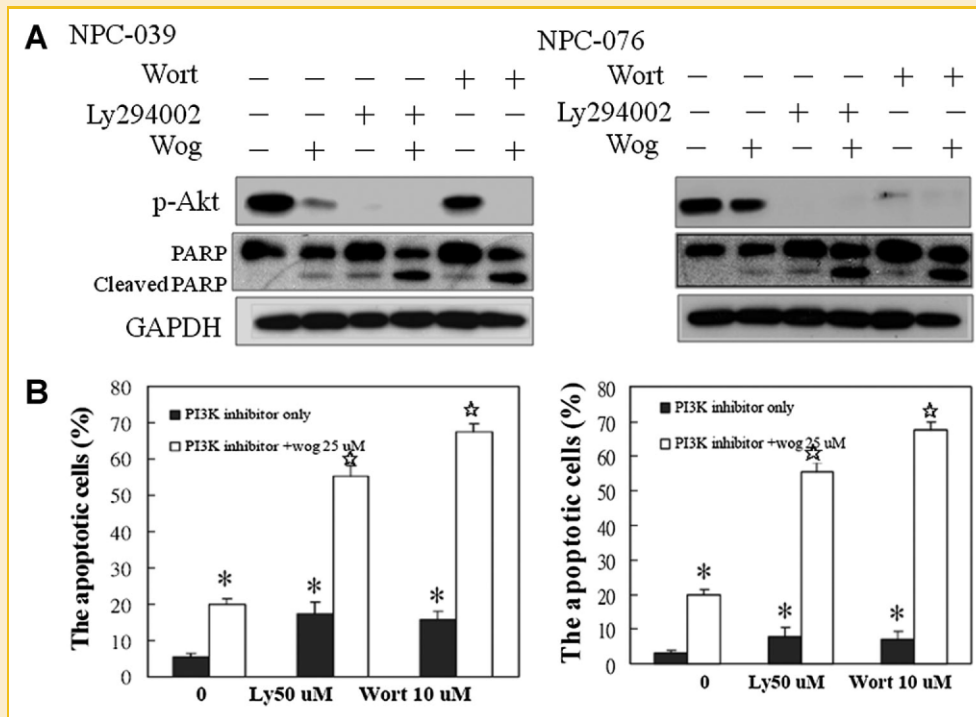 A NPC-039
Wort − − − − + +
Ly294002 − − + + − −
Wog − + − + − +
NPC-076
Wort − − − − + +
Ly294002 − − + + − −
Wog − + − + − +
p-Akt
PARP
Cleaved PARP
GAPDH
B
The apoptotic cells (%)
80
70
60
50
40
30
20
10
0
PI3K inhibitor only
PI3K inhibitor +wog 25 uM
* * *
0 Ly50 uM Wort 10 uM
The apoptotic cells (%)
80
70
60
50
40
30
20
10
0
PI3K inhibitor only
PI3K inhibitor +wog 25 uM
* * *
0 Ly50 uM Wort 10 uM